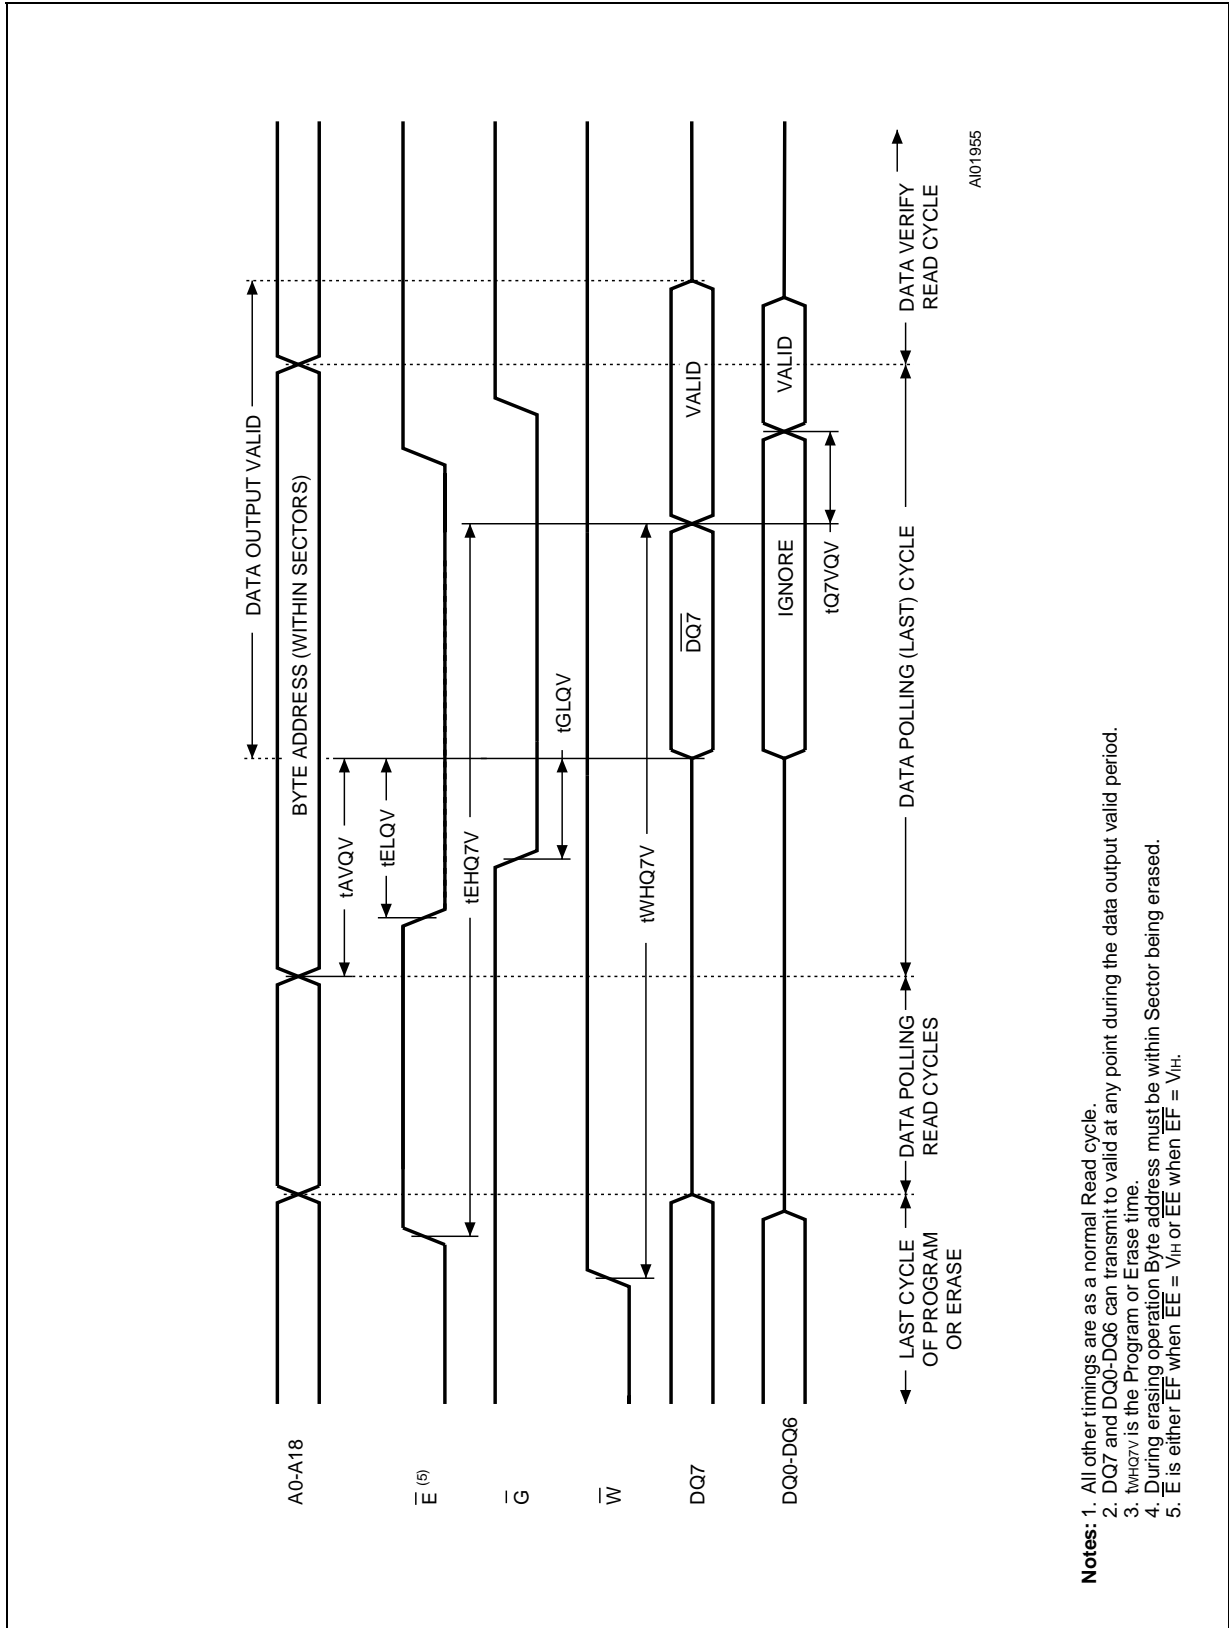 DATA OUTPUT VALID
A0-A18
BYTE ADDRESS (WITHIN SECTORS)
tAVQV
tELQV
E̅ (5)
tEHQ7V
G̅
tGLQV
W̅
tWHQ7V
DQ7
D̅Q̅7̅
VALID
DQ0-DQ6
IGNORE
VALID
tQ7VQV
LAST CYCLE
OF PROGRAM
OR ERASE
DATA POLLING
READ CYCLES
DATA POLLING (LAST) CYCLE
DATA VERIFY
READ CYCLE
AI01955
Notes: 1. All other timings are as a normal Read cycle.
2. DQ7 and DQ0-DQ6 can transmit to valid at any point during the data output valid period.
3. tWHQ7V is the Program or Erase time.
4. During erasing operation Byte address must be within Sector being erased.
5. E̅ is either E̅F̅ when E̅E̅ = VIH or E̅E̅ when E̅F̅ = VIH.